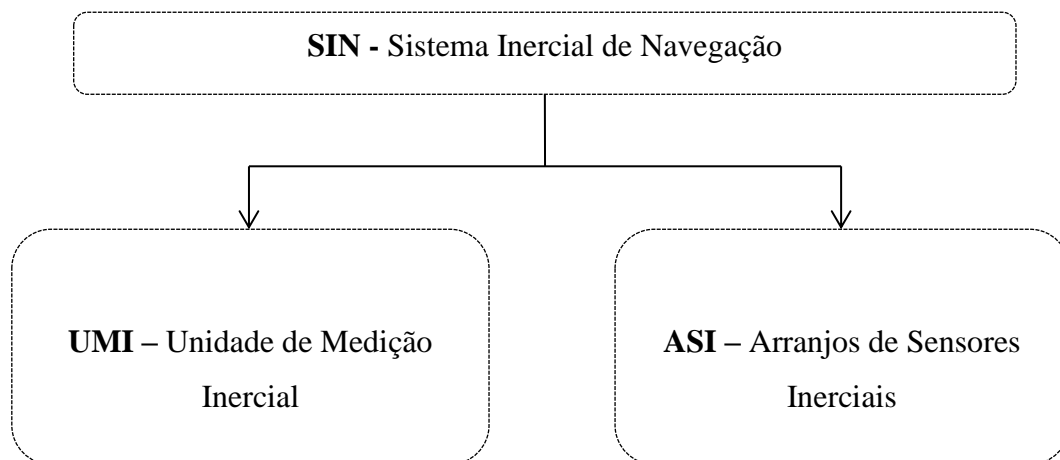 SIN - Sistema Inercial de Navegação
UMI – Unidade de Medição
Inercial
ASI – Arranjos de Sensores
Inerciais